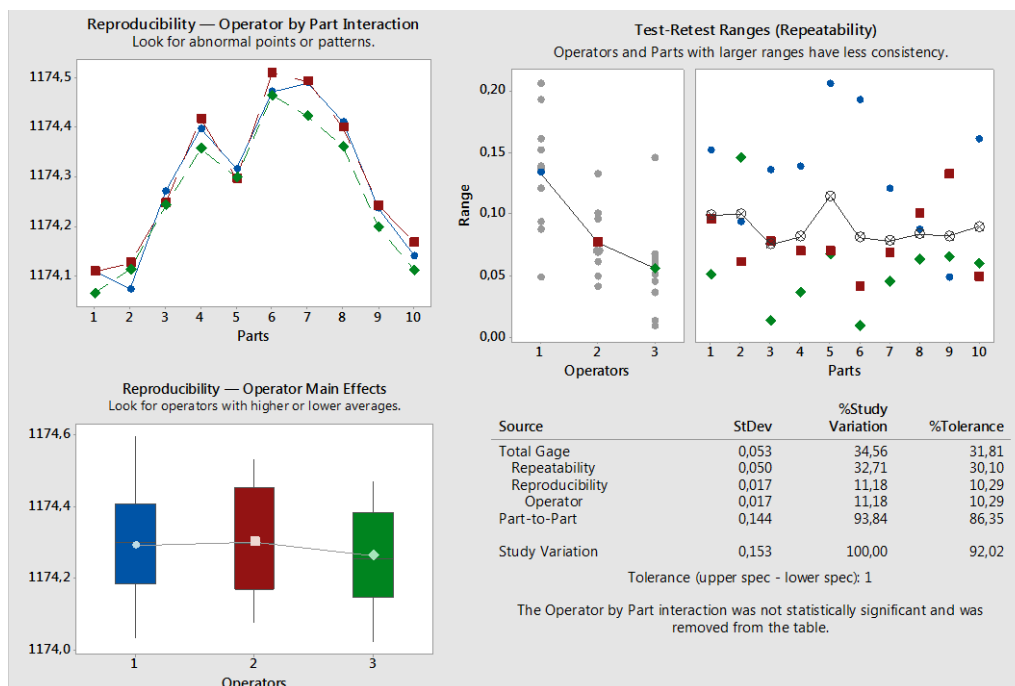 Reproducibility — Operator by Part Interaction
Look for abnormal points or patterns.
1174,5
1174,4
1174,3
1174,2
1174,1
1 2 3 4 5 6 7 8 9 10
Parts
Test-Retest Ranges (Repeatability)
Operators and Parts with larger ranges have less consistency.
0,20
0,15
0,10
0,05
0,00
Range
1 2 3
Operators
1 2 3 4 5 6 7 8 9 10
Parts
Reproducibility — Operator Main Effects
Look for operators with higher or lower averages.
1174,6
1174,4
1174,2
1174,0
1 2 3
Operators
%Study
Source StDev Variation %Tolerance
Total Gage 0,053 34,56 31,81
Repeatability 0,050 32,71 30,10
Reproducibility 0,017 11,18 10,29
Operator 0,017 11,18 10,29
Part-to-Part 0,144 93,84 86,35
Study Variation 0,153 100,00 92,02
Tolerance (upper spec - lower spec): 1
The Operator by Part interaction was not statistically significant and was
removed from the table.